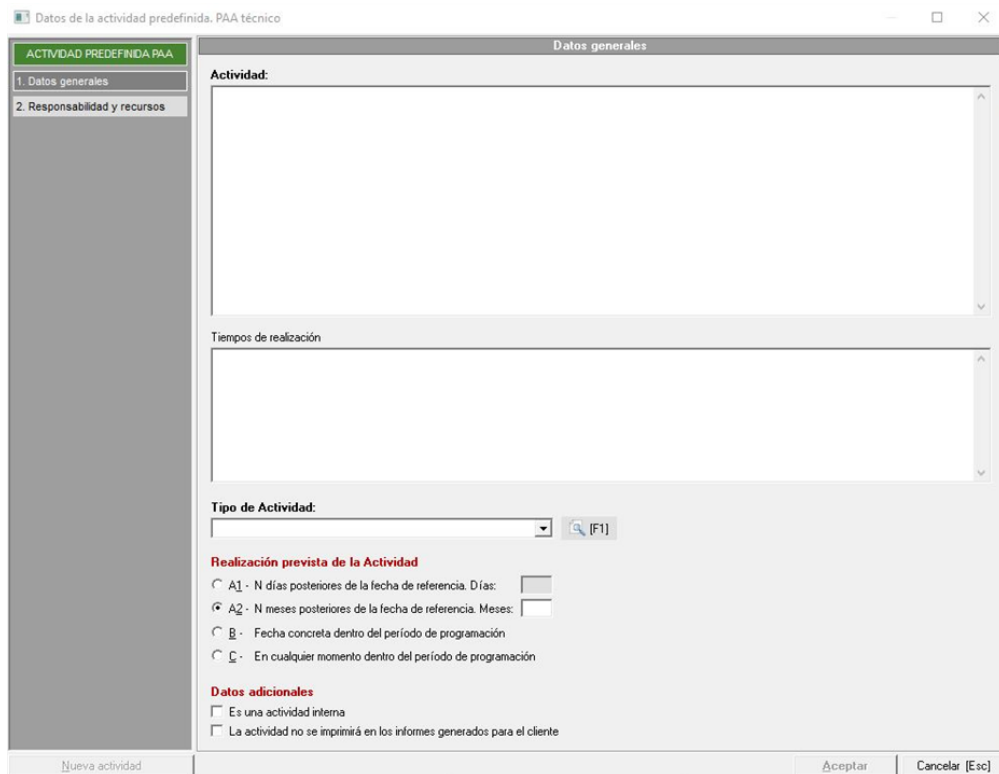 Datos de la actividad predefinida. PAA técnico
ACTIVIDAD PREDEFINIDA PAA
1. Datos generales
2. Responsabilidad y recursos
Datos generales
Actividad:
Tiempos de realización
Tipo de Actividad:
[F1]
Realización prevista de la Actividad
A1 - N días posteriores de la fecha de referencia. Días:
A2 - N meses posteriores de la fecha de referencia. Meses:
B - Fecha concreta dentro del período de programación
C - En cualquier momento dentro del período de programación
Datos adicionales
Es una actividad interna
La actividad no se imprimirá en los informes generados para el cliente
Nueva actividad
Aceptar
Cancelar [Esc]